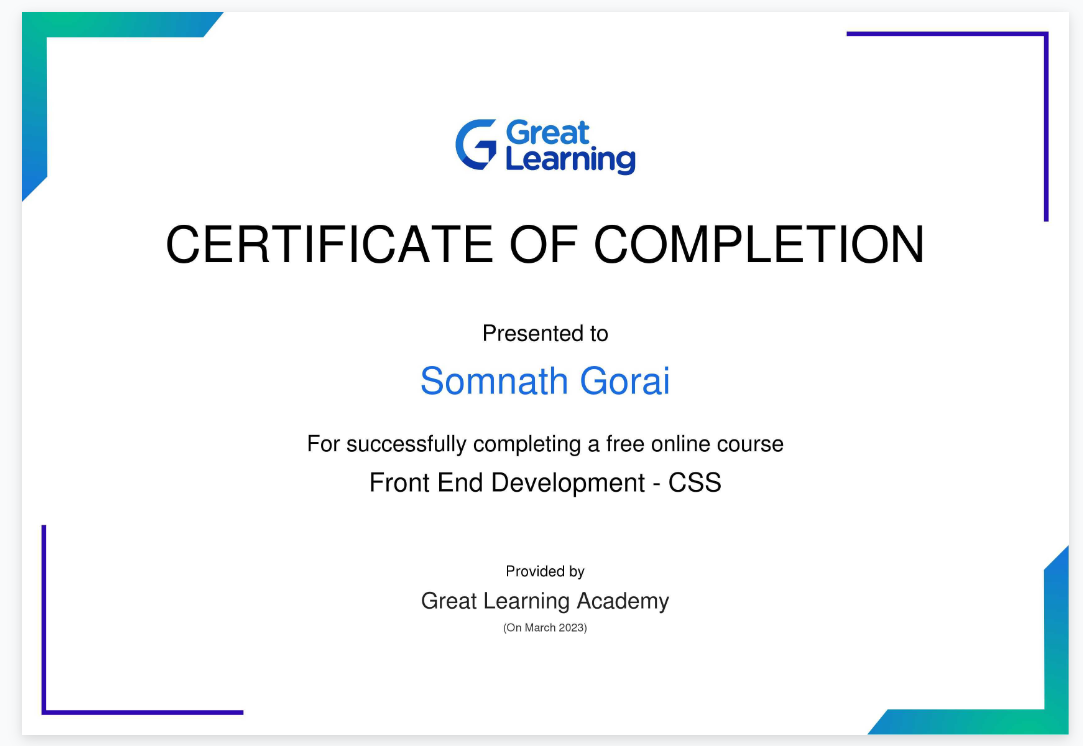 Great
Learning
CERTIFICATE OF COMPLETION
Presented to
Somnath Gorai
For successfully completing a free online course
Front End Development - CSS
Provided by
Great Learning Academy
(On March 2023)